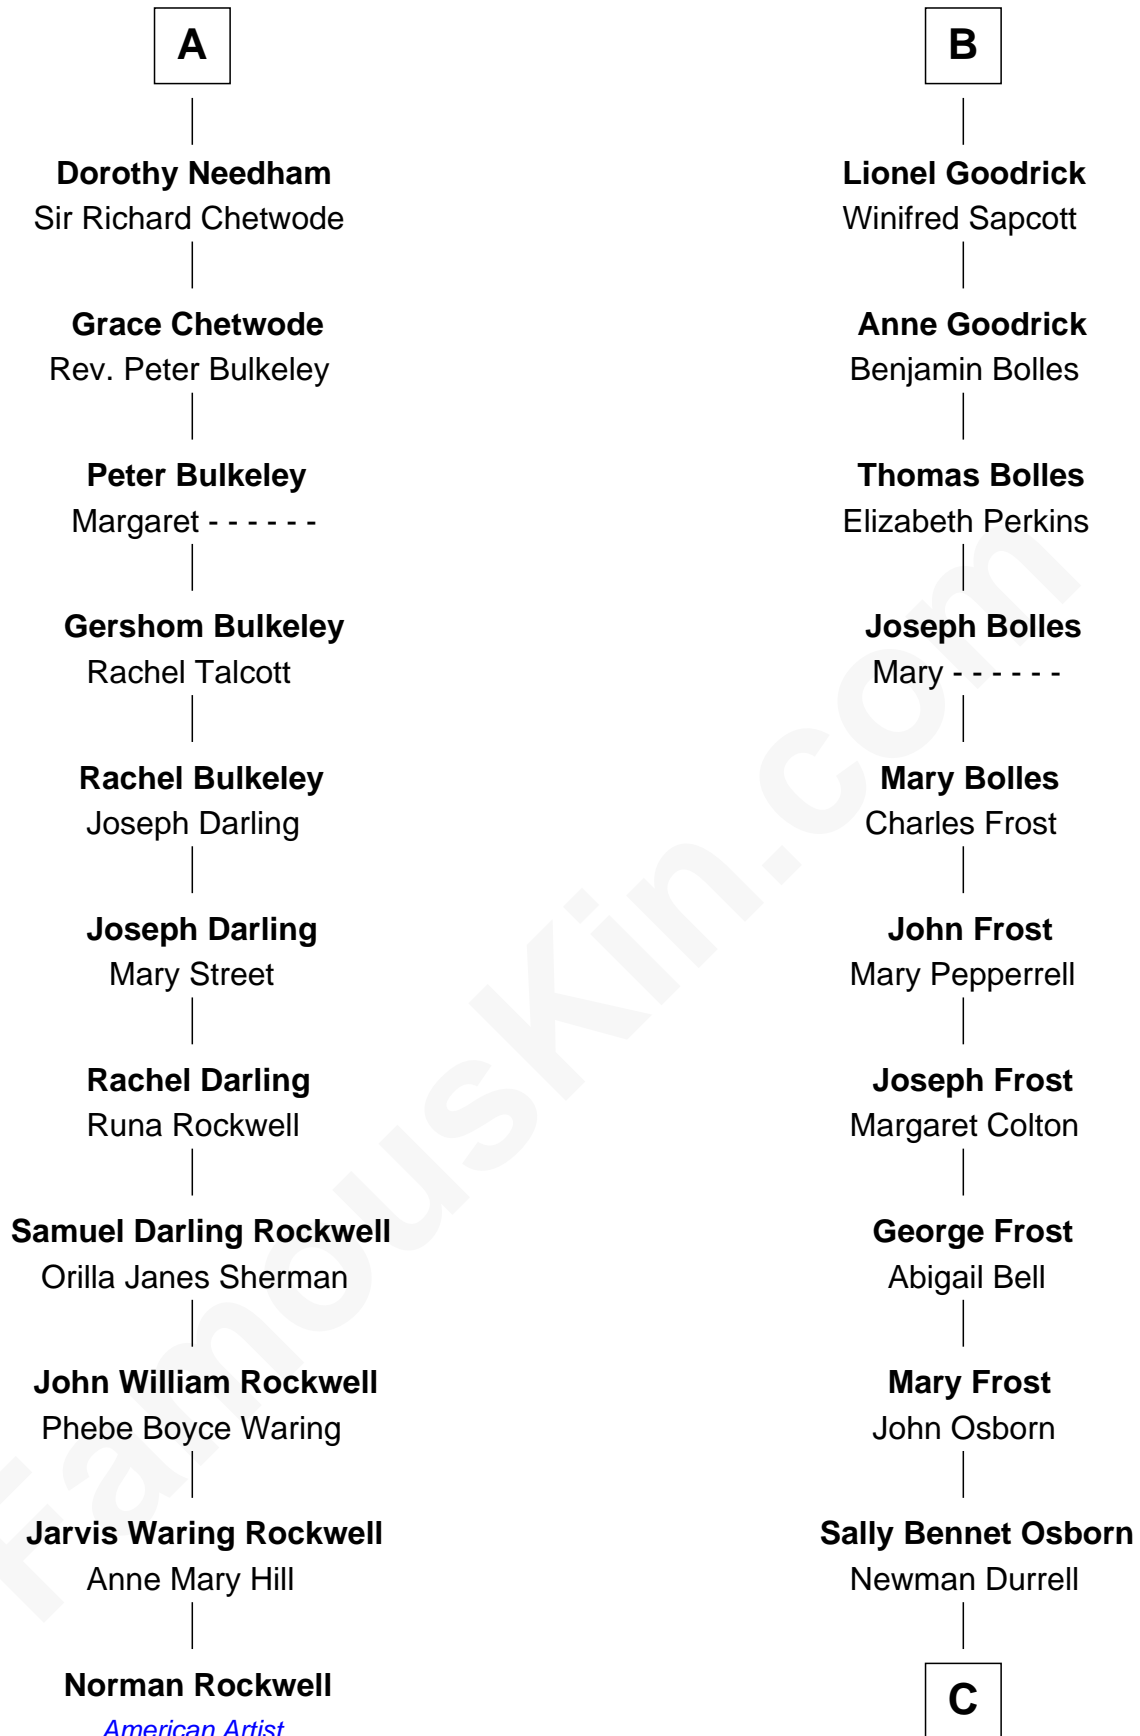 A
Dorothy Needham
Sir Richard Chetwode
Grace Chetwode
Rev. Peter Bulkeley
Peter Bulkeley
Margaret - - - - - -
Gershom Bulkeley
Rachel Talcott
Rachel Bulkeley
Joseph Darling
Joseph Darling
Mary Street
Rachel Darling
Runa Rockwell
Samuel Darling Rockwell
Orilla Janes Sherman
John William Rockwell
Phebe Boyce Waring
Jarvis Waring Rockwell
Anne Mary Hill
Norman Rockwell
American Artist
B
Lionel Goodrick
Winifred Sapcott
Anne Goodrick
Benjamin Bolles
Thomas Bolles
Elizabeth Perkins
Joseph Bolles
Mary - - - - - -
Mary Bolles
Charles Frost
John Frost
Mary Pepperrell
Joseph Frost
Margaret Colton
George Frost
Abigail Bell
Mary Frost
John Osborn
Sally Bennet Osborn
Newman Durrell
C
FamousKin.com